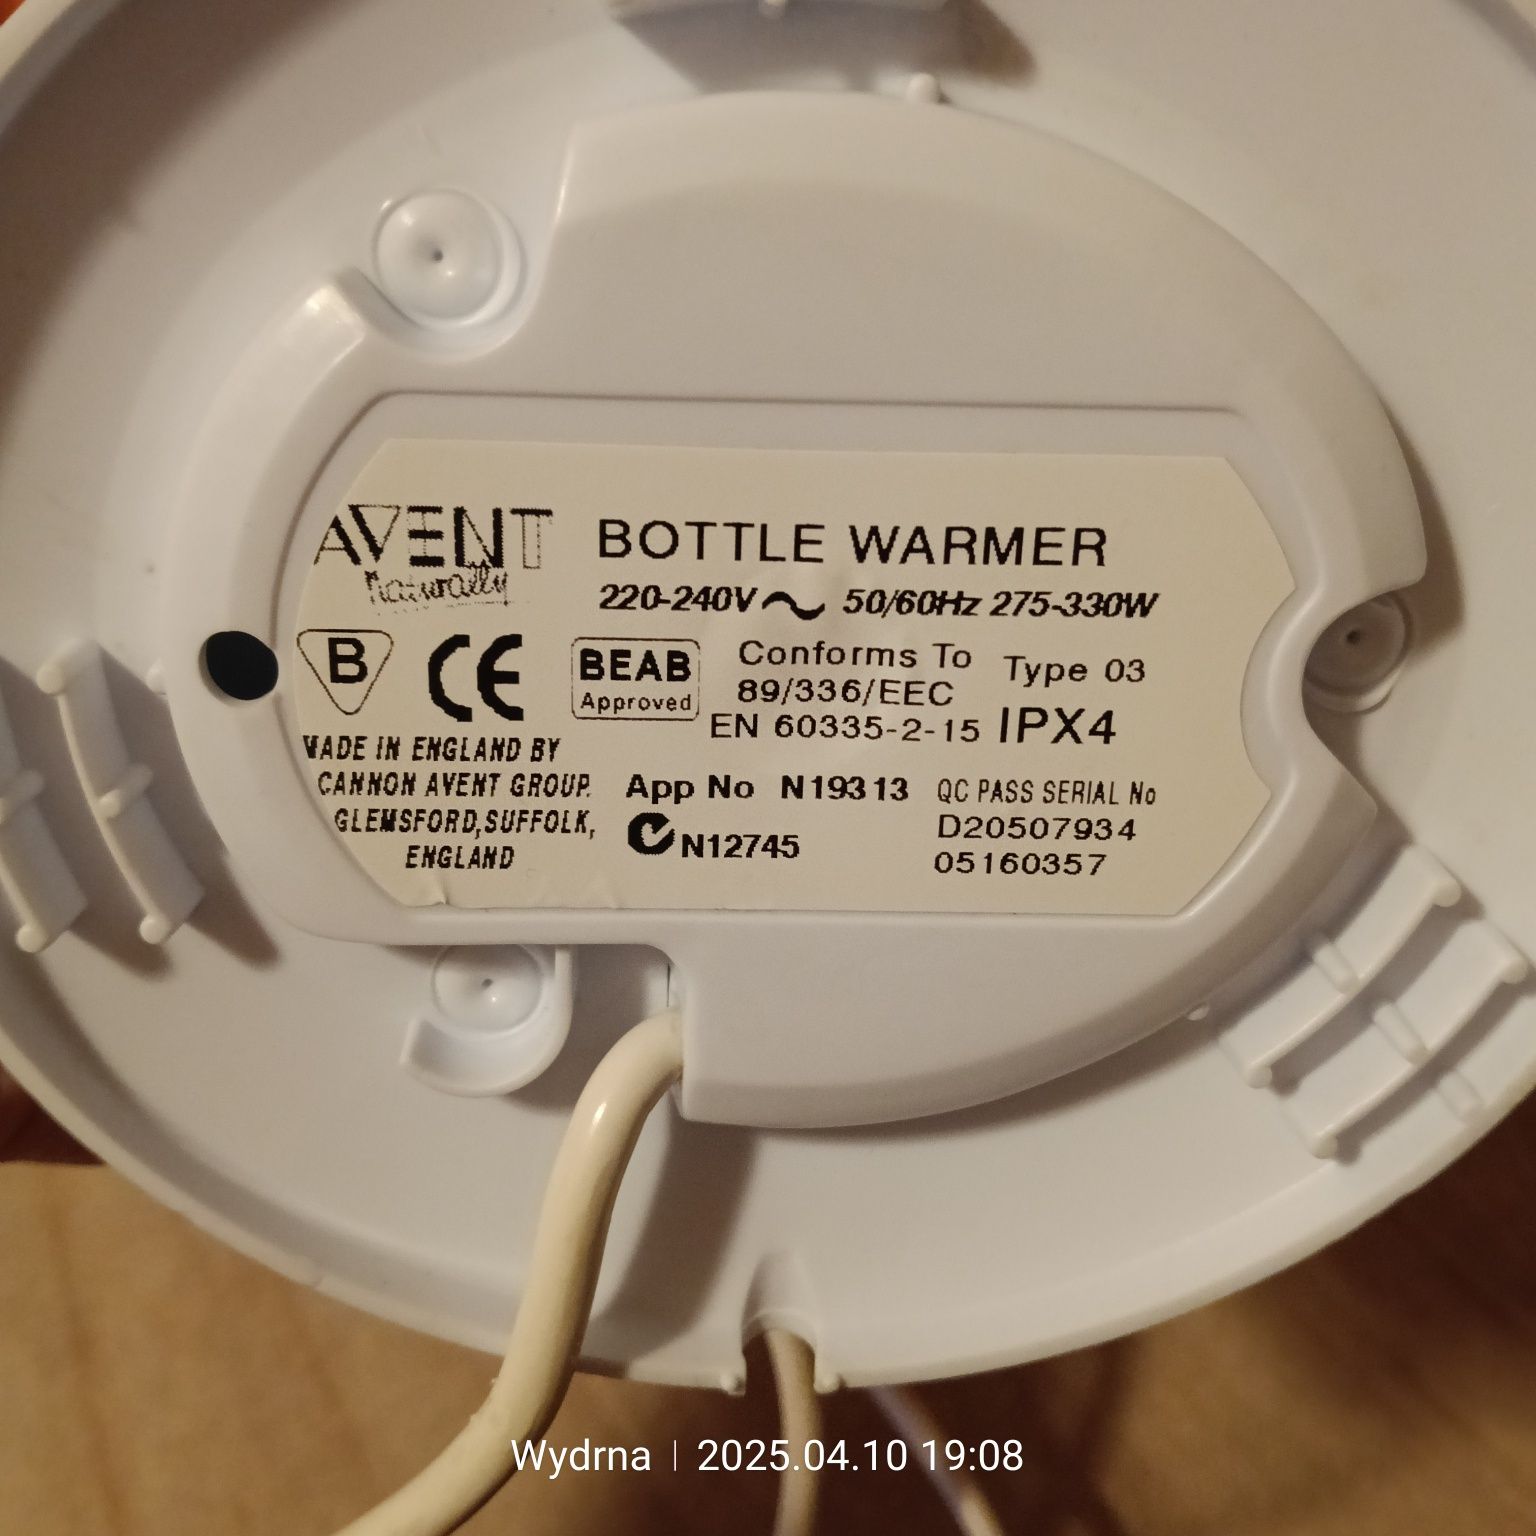 AVENT
naturally
BOTTLE WARMER
220-240V 50/60Hz 275-330W
B
CE
BEAB
Approved
Conforms To
89/336/EEC
EN 60335-2-15
Type 03
IPX4
MADE IN ENGLAND BY
CANNON AVENT GROUP.
GLEMSFORD, SUFFOLK,
ENGLAND
App No N19313
N12745
QC PASS SERIAL No
D20507934
05160357
Wydrna | 2025.04.10 19:08